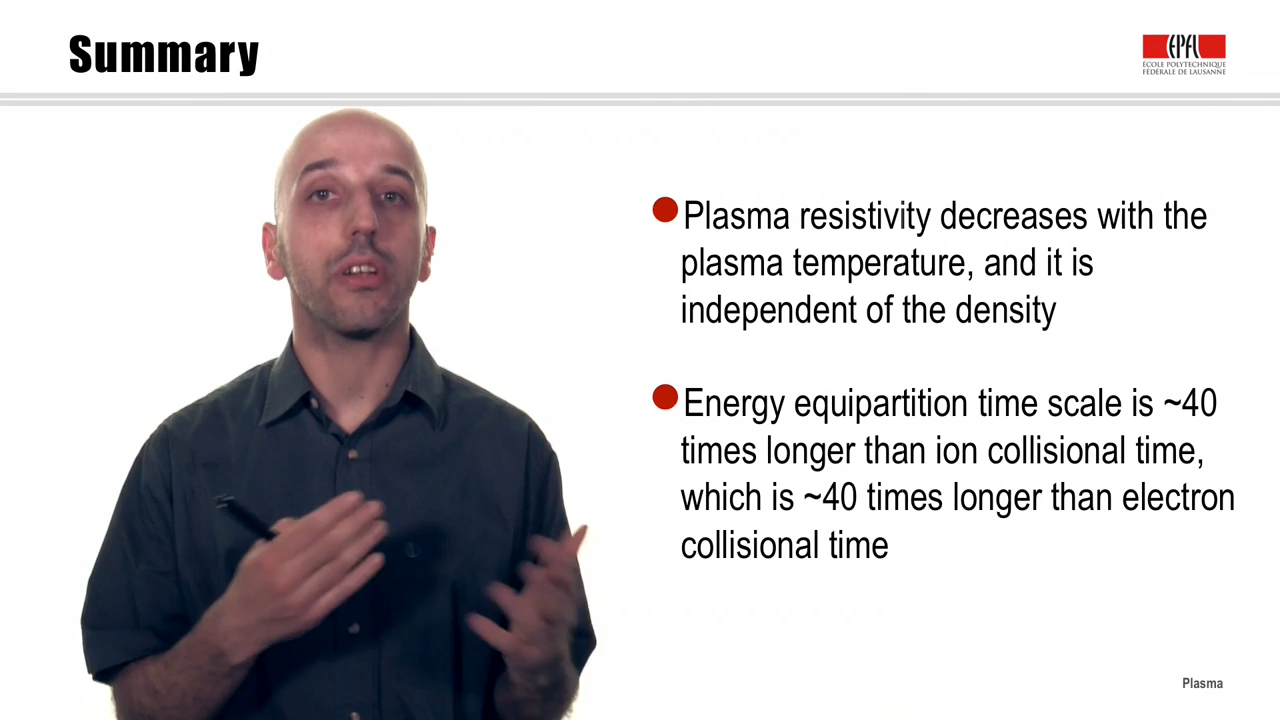 Summary
EPFL
ÉCOLE POLYTECHNIQUE
FÉDÉRALE DE LAUSANNE
Plasma resistivity decreases with the
plasma temperature, and it is
independent of the density
Energy equipartition time scale is ~40
times longer than ion collisional time,
which is ~40 times longer than electron
collisional time
Plasma